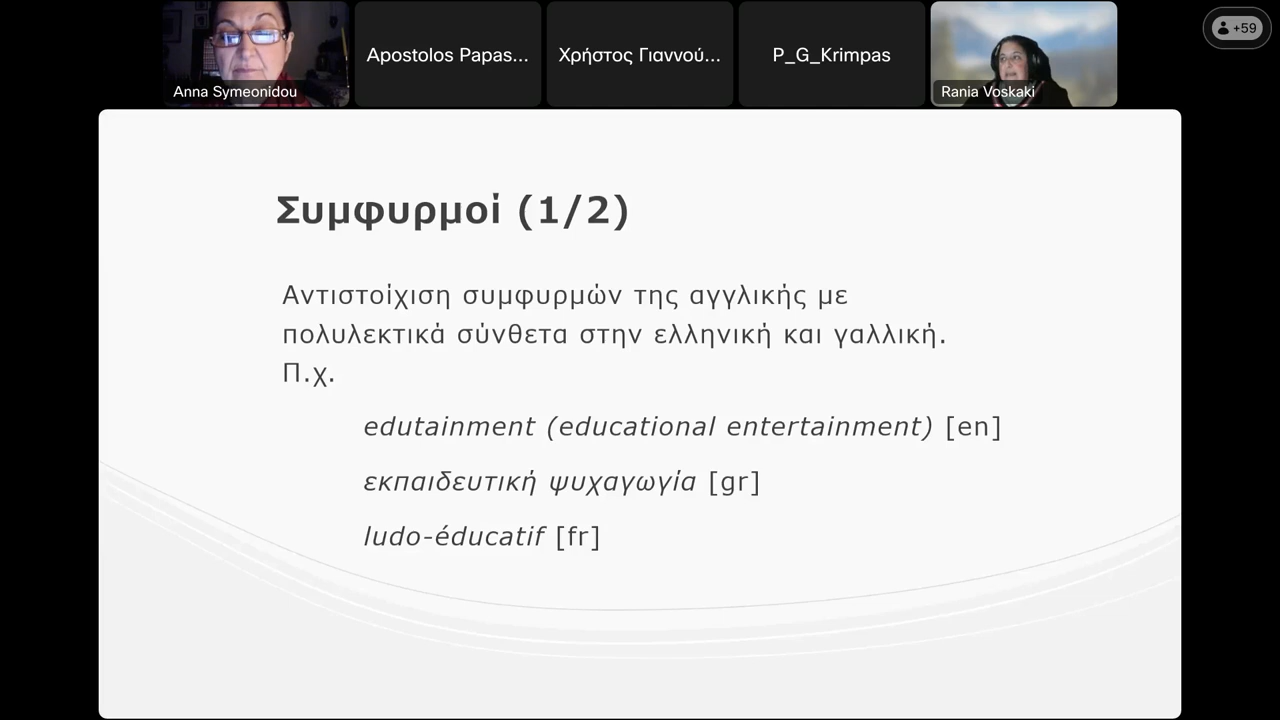 Anna Symeonidou
Apostolos Papas...
Χρήστος Γιαννού...
P_G_Krimpas
Rania Voskaki
+59
Συμφυρμοί (1/2)
Αντιστοίχιση συμφυρμών της αγγλικής με
πολυλεκτικά σύνθετα στην ελληνική και γαλλική.
Π.χ.
edutainment (educational entertainment) [en]
εκπαιδευτική ψυχαγωγία [gr]
ludo-éducatif [fr]